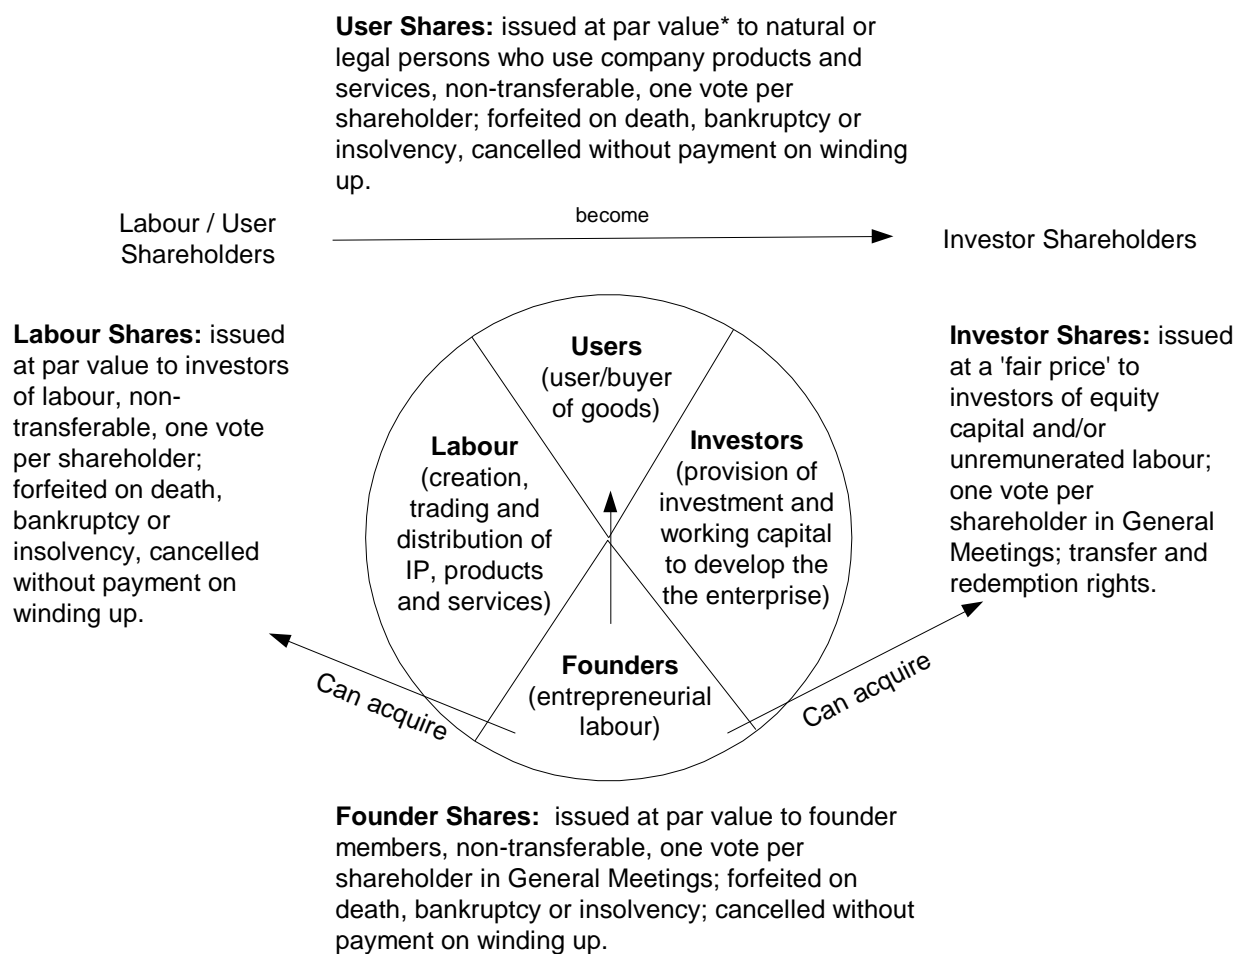 User Shares: issued at par value* to natural or
legal persons who use company products and
services, non-transferable, one vote per
shareholder; forfeited on death, bankruptcy or
insolvency, cancelled without payment on winding
up.
Labour / User
Shareholders
become
Investor Shareholders
Labour Shares: issued
at par value to investors
of labour, non-
transferable, one vote
per shareholder;
forfeited on death,
bankruptcy or
insolvency, cancelled
without payment on
winding up.
Users
(user/buyer
of goods)
Labour
(creation,
trading and
distribution of
IP, products
and services)
Investors
(provision of
investment and
working capital
to develop the
the enterprise)
Investor Shares: issued
at a 'fair price' to
investors of equity
capital and/or
unremunerated labour;
one vote per
shareholder in General
Meetings; transfer and
redemption rights.
Founders
(entrepreneurial
labour)
Can acquire
Can acquire
Founder Shares:  issued at par value to founder
members, non-transferable, one vote per
shareholder in General Meetings; forfeited on
death, bankruptcy or insolvency; cancelled without
payment on winding up.